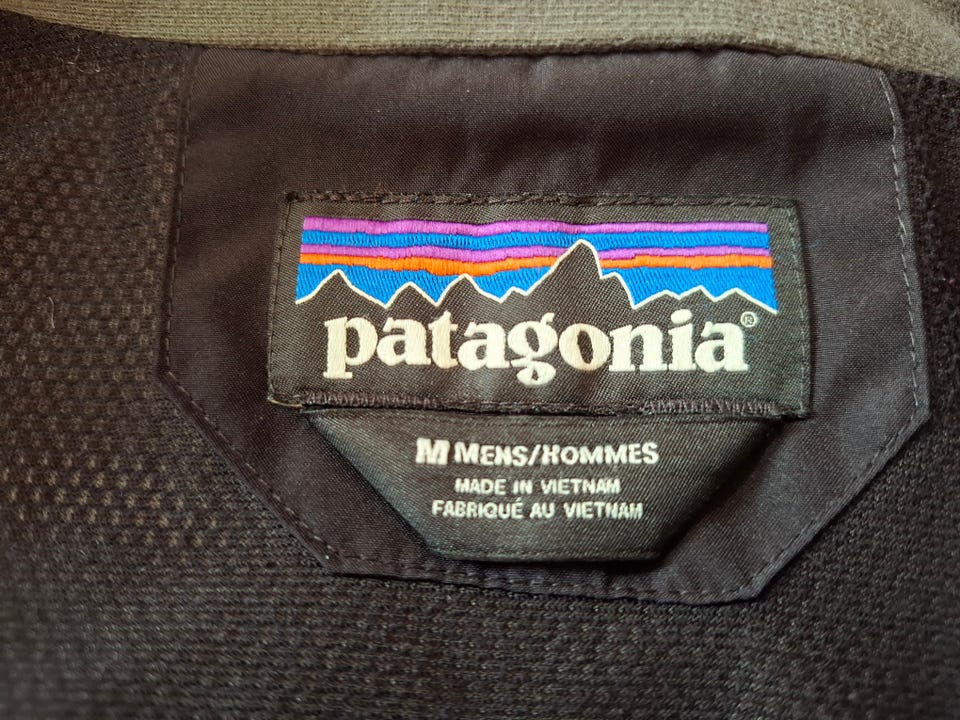 patagonia®
M MENS/HOMMES
MADE IN VIETNAM
FABRIQUÉ AU VIETNAM